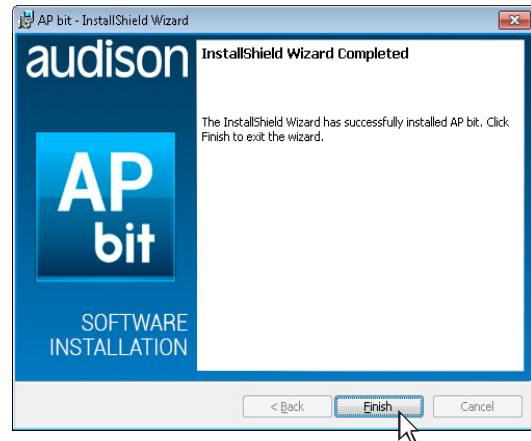 AP bit - InstallShield Wizard
audison
InstallShield Wizard Completed
The InstallShield Wizard has successfully installed AP bit. Click
Finish to exit the wizard.
AP
bit
SOFTWARE
INSTALLATION
< Back
Finish
Cancel